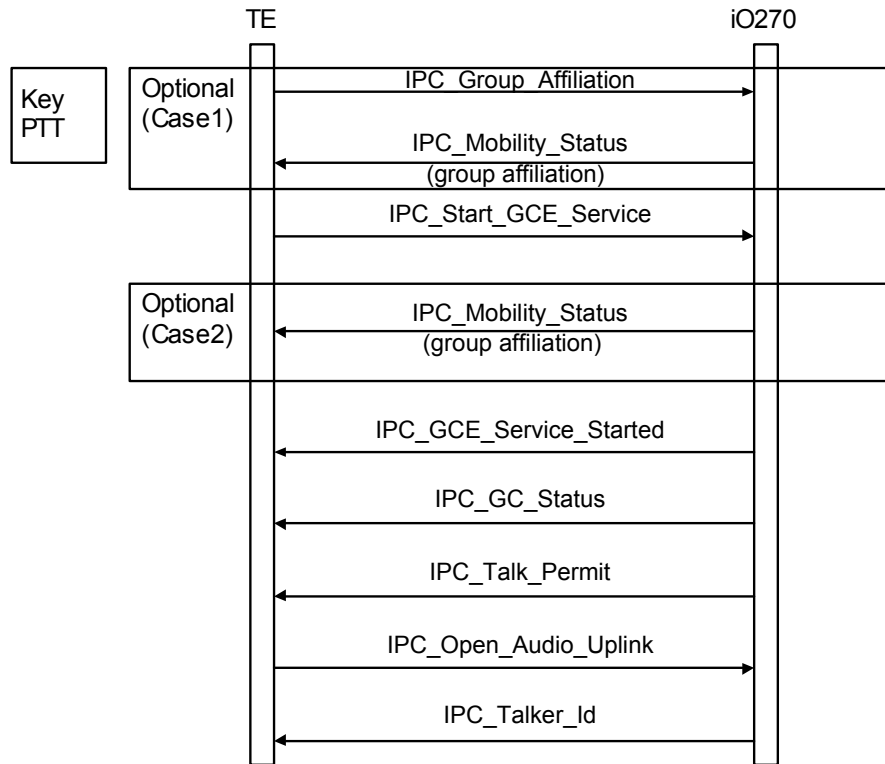 TE
iO270
Key
PTT
Optional
(Case1)
IPC_Group_Affiliation
IPC_Mobility_Status
(group affiliation)
IPC_Start_GCE_Service
Optional
(Case2)
IPC_Mobility_Status
(group affiliation)
IPC_GCE_Service_Started
IPC_GC_Status
IPC_Talk_Permit
IPC_Open_Audio_Uplink
IPC_Talker_Id